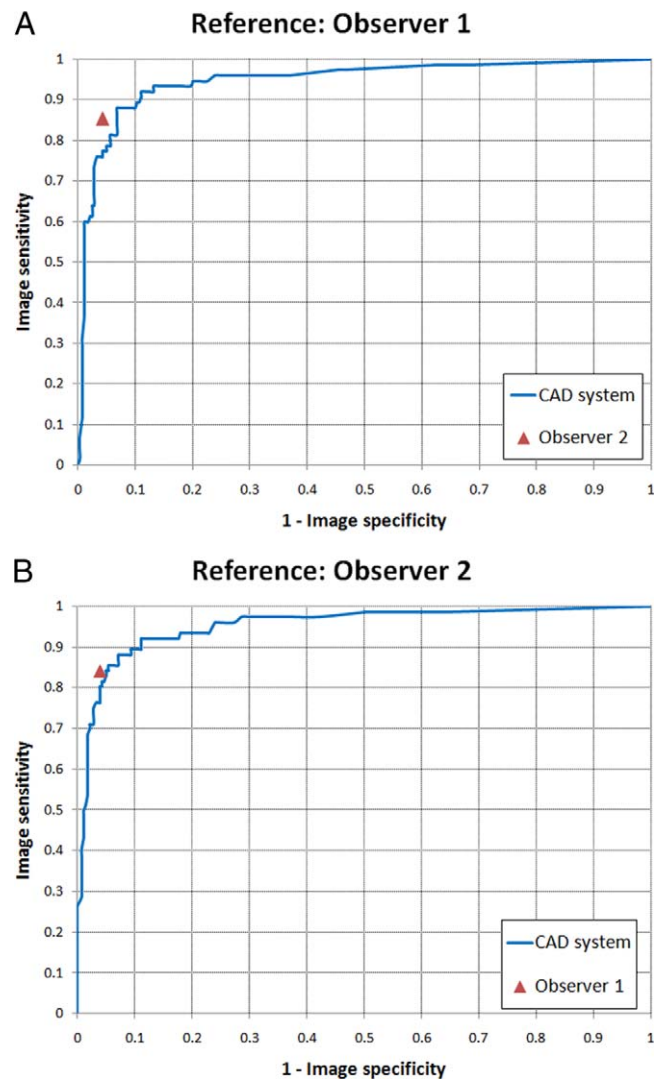 A
Reference: Observer 1
1
0.9
0.8
0.7
0.6
0.5
0.4
0.3
0.2
0.1
0
Image sensitivity
CAD system
Observer 2
0 0.1 0.2 0.3 0.4 0.5 0.6 0.7 0.8 0.9 1
1 - Image specificity
B
Reference: Observer 2
1
0.9
0.8
0.7
0.6
0.5
0.4
0.3
0.2
0.1
0
Image sensitivity
CAD system
Observer 1
0 0.1 0.2 0.3 0.4 0.5 0.6 0.7 0.8 0.9 1
1 - Image specificity